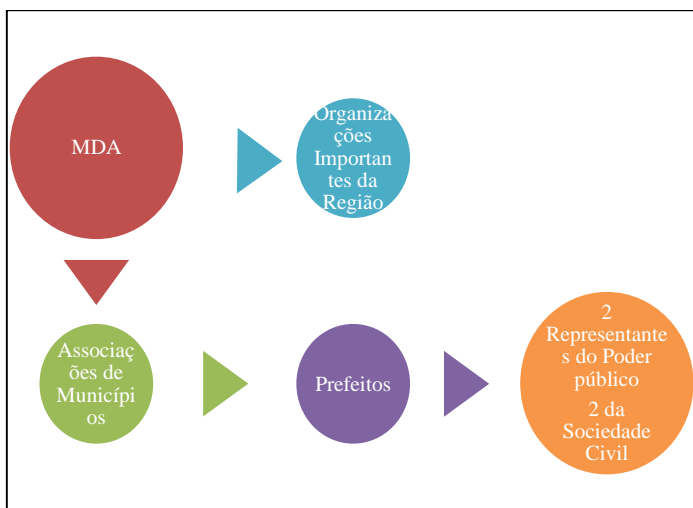 MDA
Organiza
ções
Importan
tes da
Região
Associaç
ões de
Municípi
os
Prefeitos
2
Representante
s do Poder
público
2 da
Sociedade
Civil